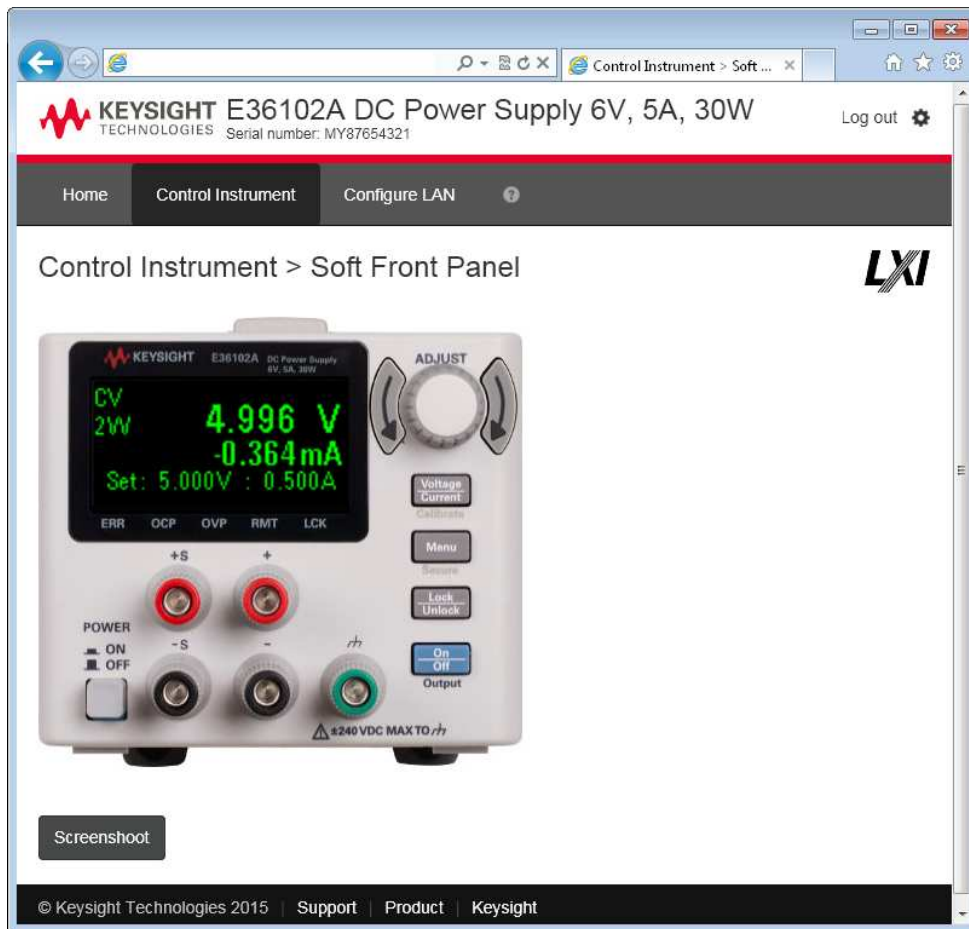 Control Instrument > Soft ...
KEYSIGHT
TECHNOLOGIES
E36102A DC Power Supply 6V, 5A, 30W
Serial number: MY87654321
Log out
Home
Control Instrument
Configure LAN
?
Control Instrument > Soft Front Panel
LXI
KEYSIGHT E36102A DC Power Supply
6V, 5A, 30W
ADJUST
CV
2W
4.996 V
-0.364mA
Set: 5.000V : 0.500A
ERR OCP OVP RMT LCK
Voltage
Current
Calibrate
Menu
Secure
Lock
Unlock
On
Off
Output
+S +
POWER
ON
OFF
-S -
±240 VDC MAX TO
Screenshoot
© Keysight Technologies 2015 | Support | Product | Keysight